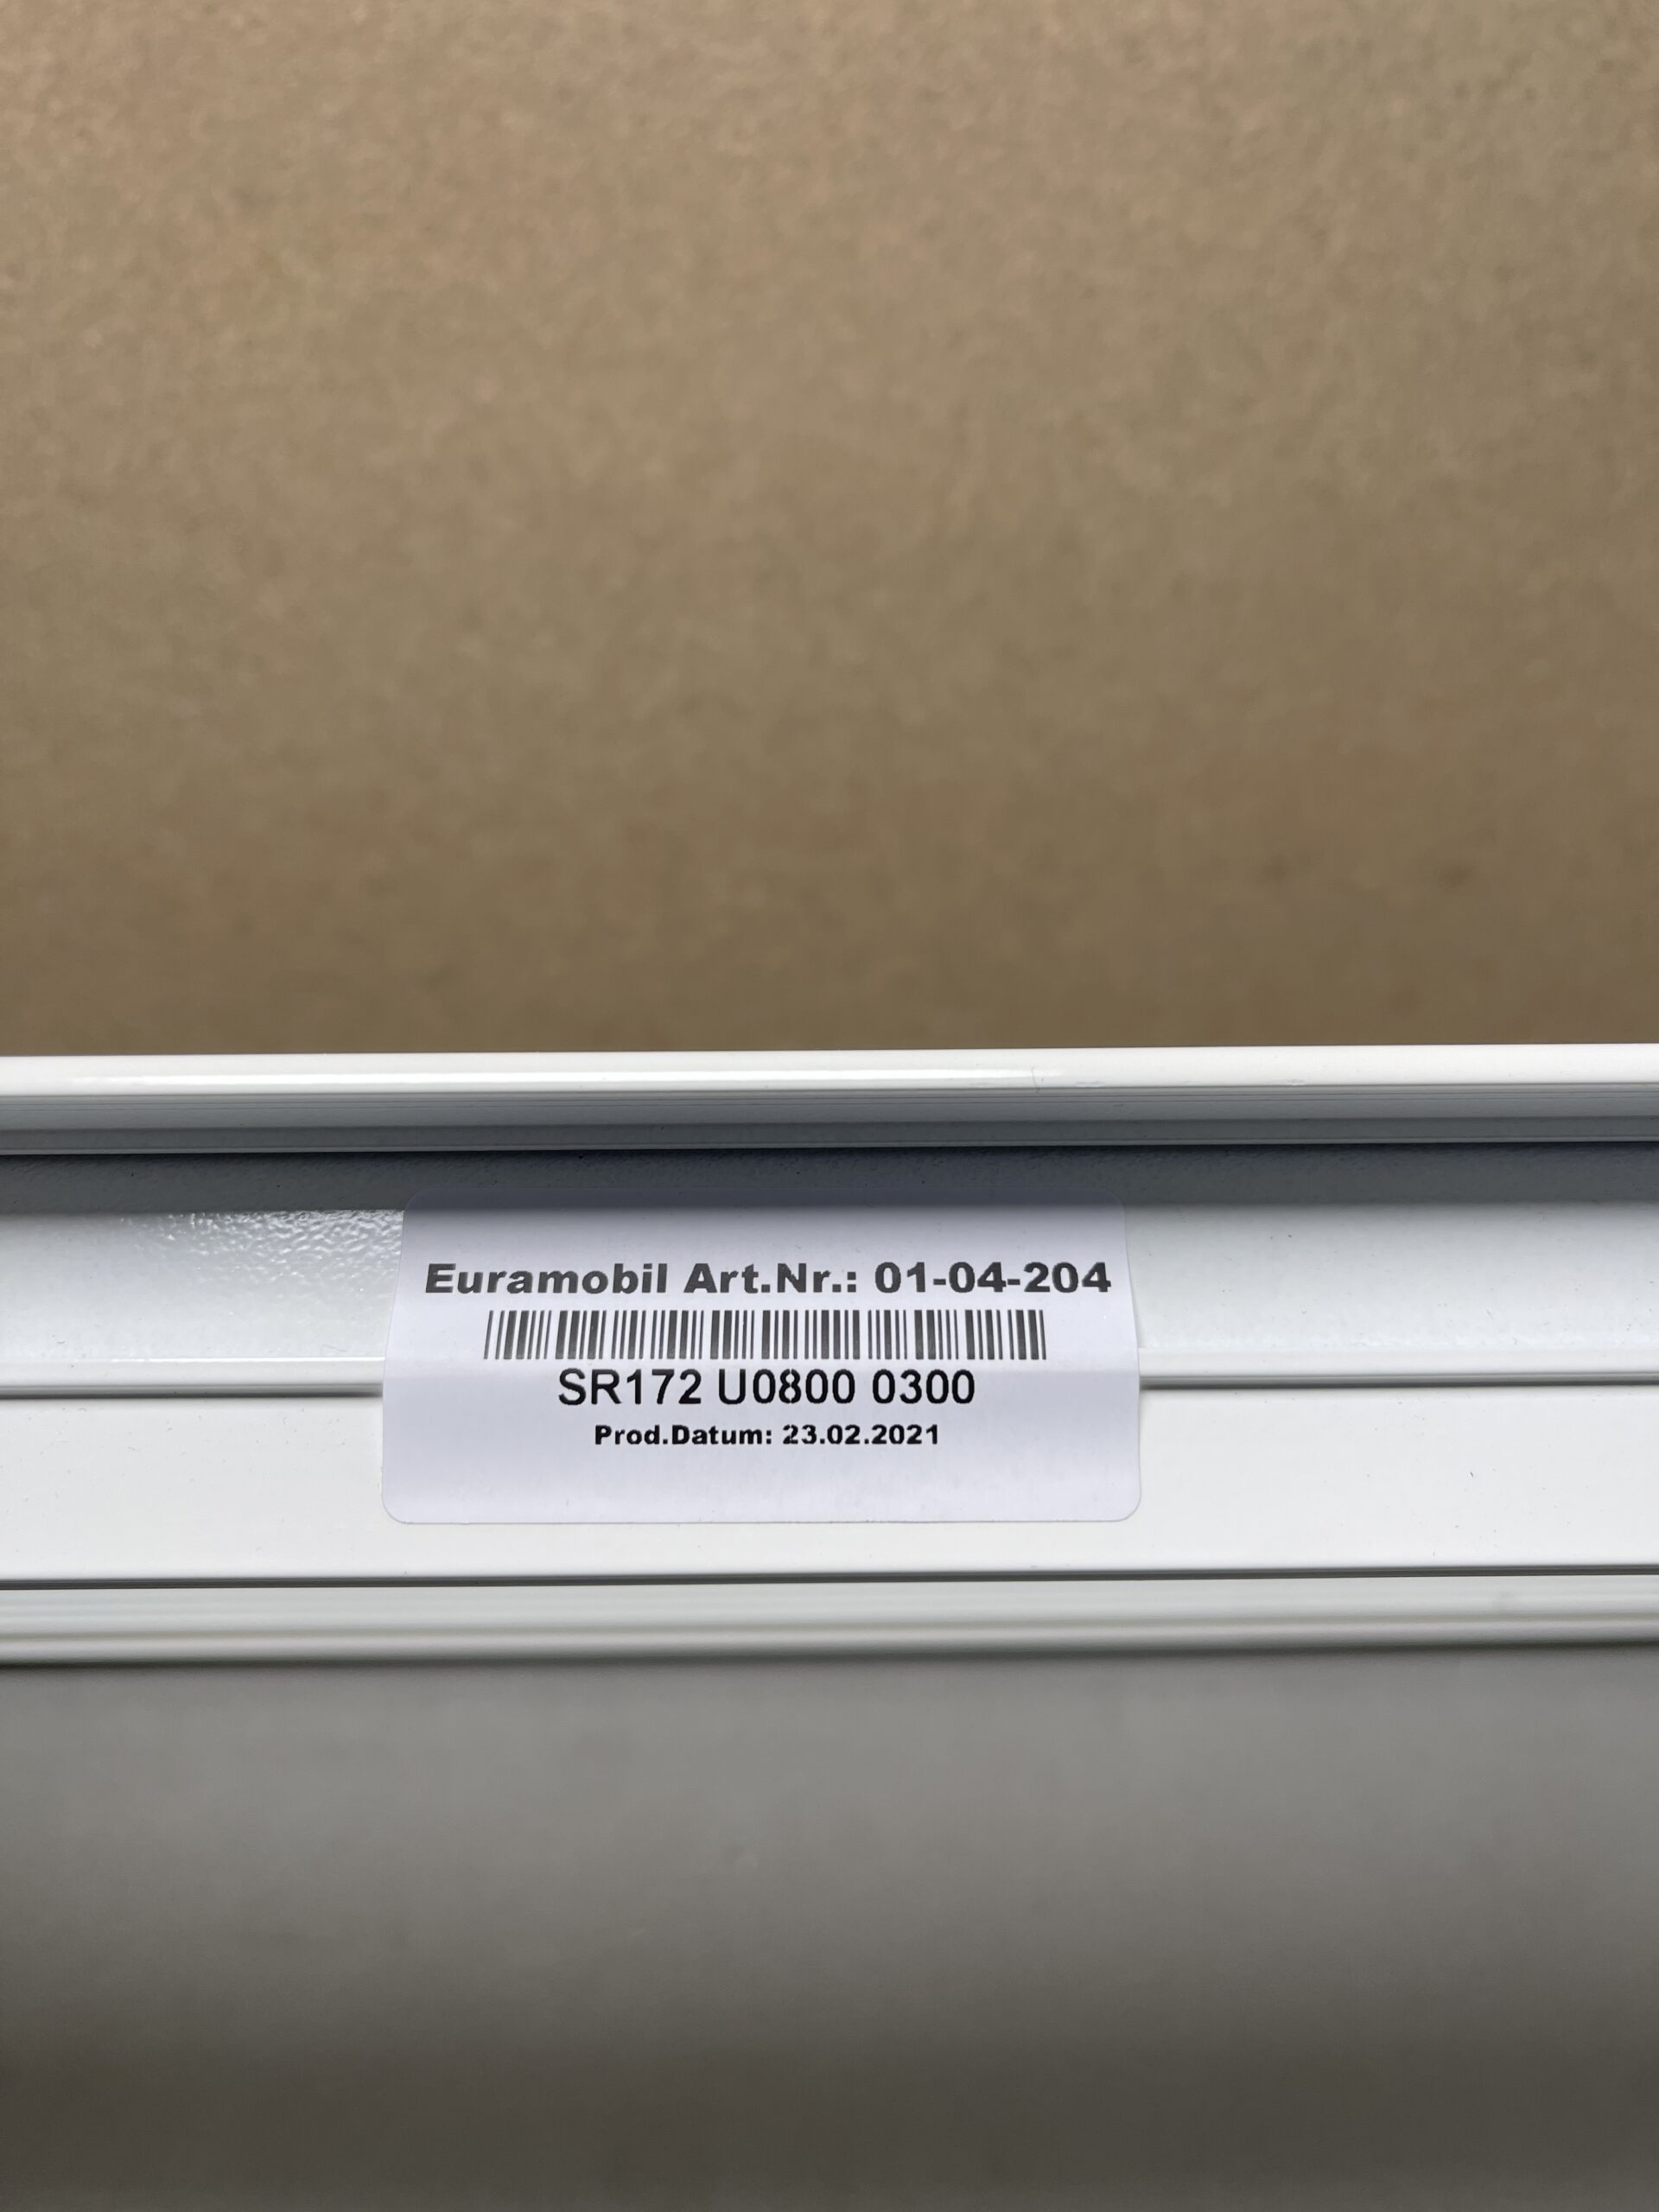 Euramobil Art.Nr.: 01-04-204
SR172 U0800 0300
Prod.Datum: 23.02.2021